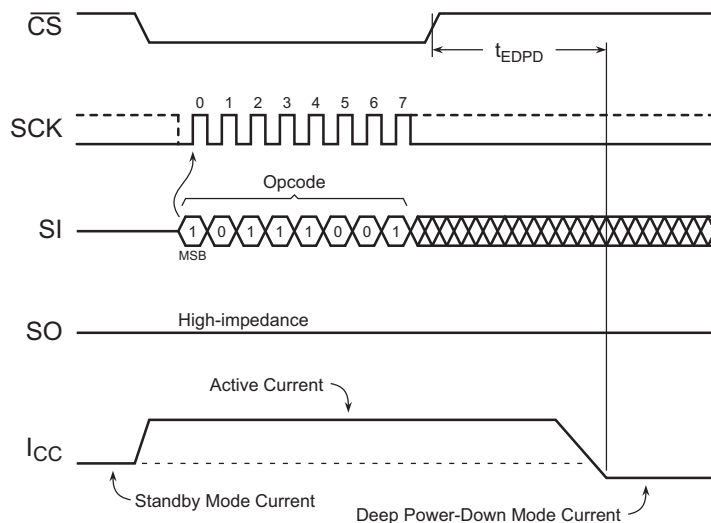 CS
tEDPD
0 1 2 3 4 5 6 7
SCK
Opcode
SI
1 0 1 1 1 0 0 1
MSB
SO
High-impedance
Active Current
ICC
Standby Mode Current
Deep Power-Down Mode Current